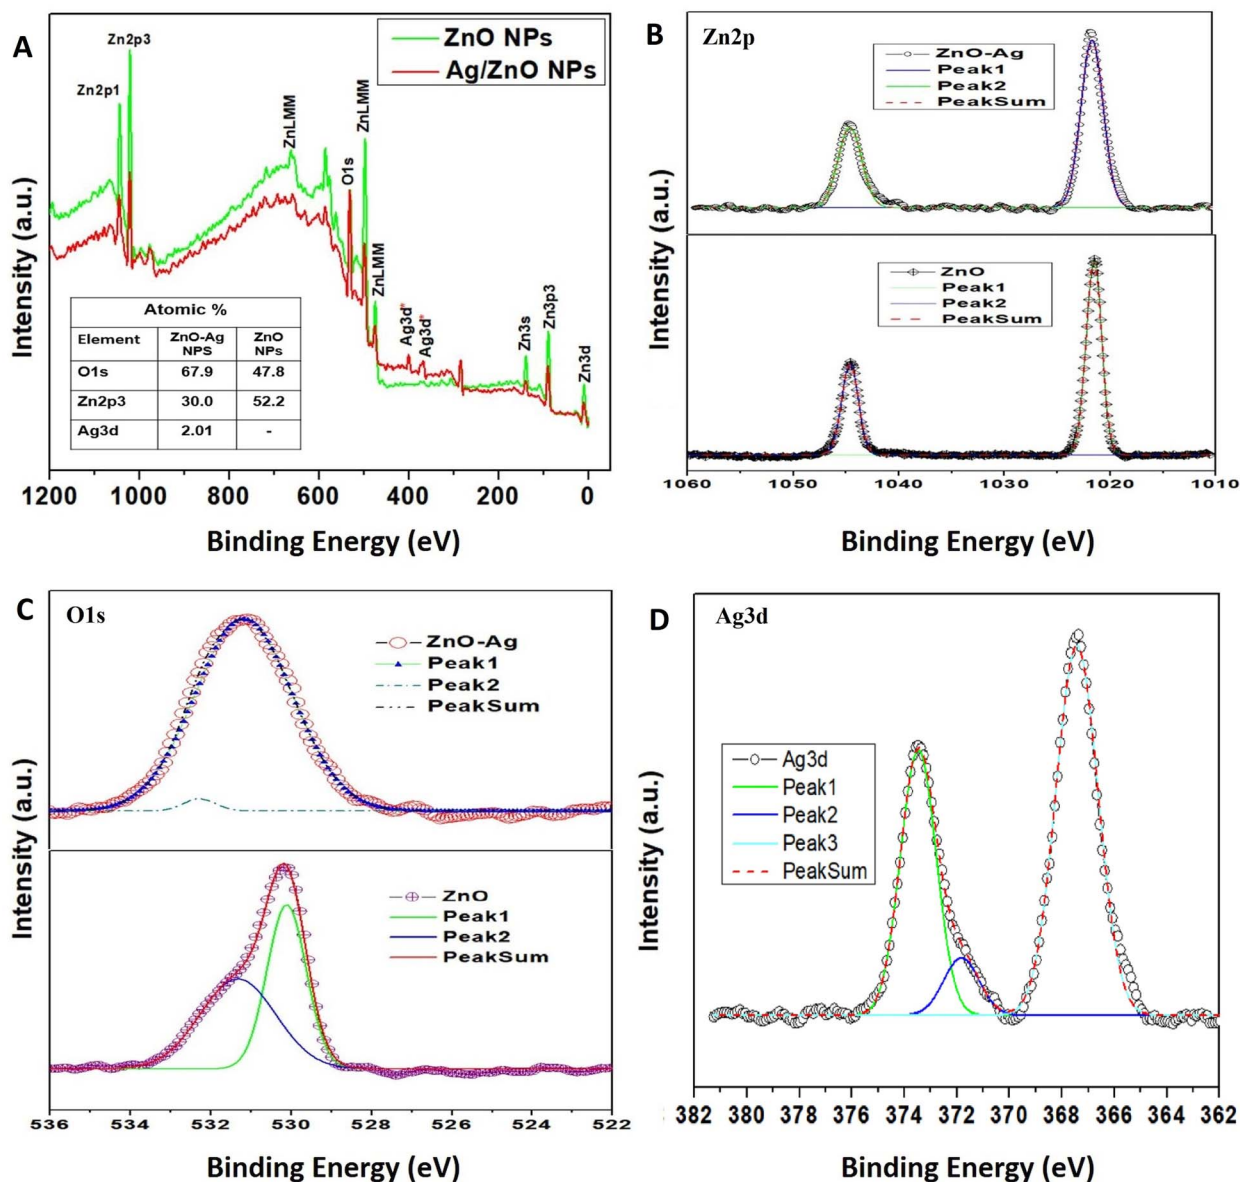 A
Zn2p3
Zn2p1
ZnLMM
O1s
ZnLMM
ZnLMM
Ag3d*
Ag3d*
Zn3s
Zn3p3
Zn3d
ZnO NPs
Ag/ZnO NPs
Intensity (a.u.)
Atomic %
Element ZnO-Ag NPS ZnO NPs
O1s 67.9 47.8
Zn2p3 30.0 52.2
Ag3d 2.01 -
1200 1000 800 600 400 200 0
Binding Energy (eV)
B
Zn2p
ZnO-Ag
Peak1
Peak2
PeakSum
ZnO
Peak1
Peak2
PeakSum
Intensity (a.u.)
1060 1050 1040 1030 1020 1010
Binding Energy (eV)
C
O1s
ZnO-Ag
Peak1
Peak2
PeakSum
ZnO
Peak1
Peak2
PeakSum
Intensity (a.u.)
536 534 532 530 528 526 524 522
Binding Energy (eV)
D
Ag3d
Ag3d
Peak1
Peak2
Peak3
PeakSum
Intensity (a.u.)
382 380 378 376 374 372 370 368 366 364 362
Binding Energy (eV)